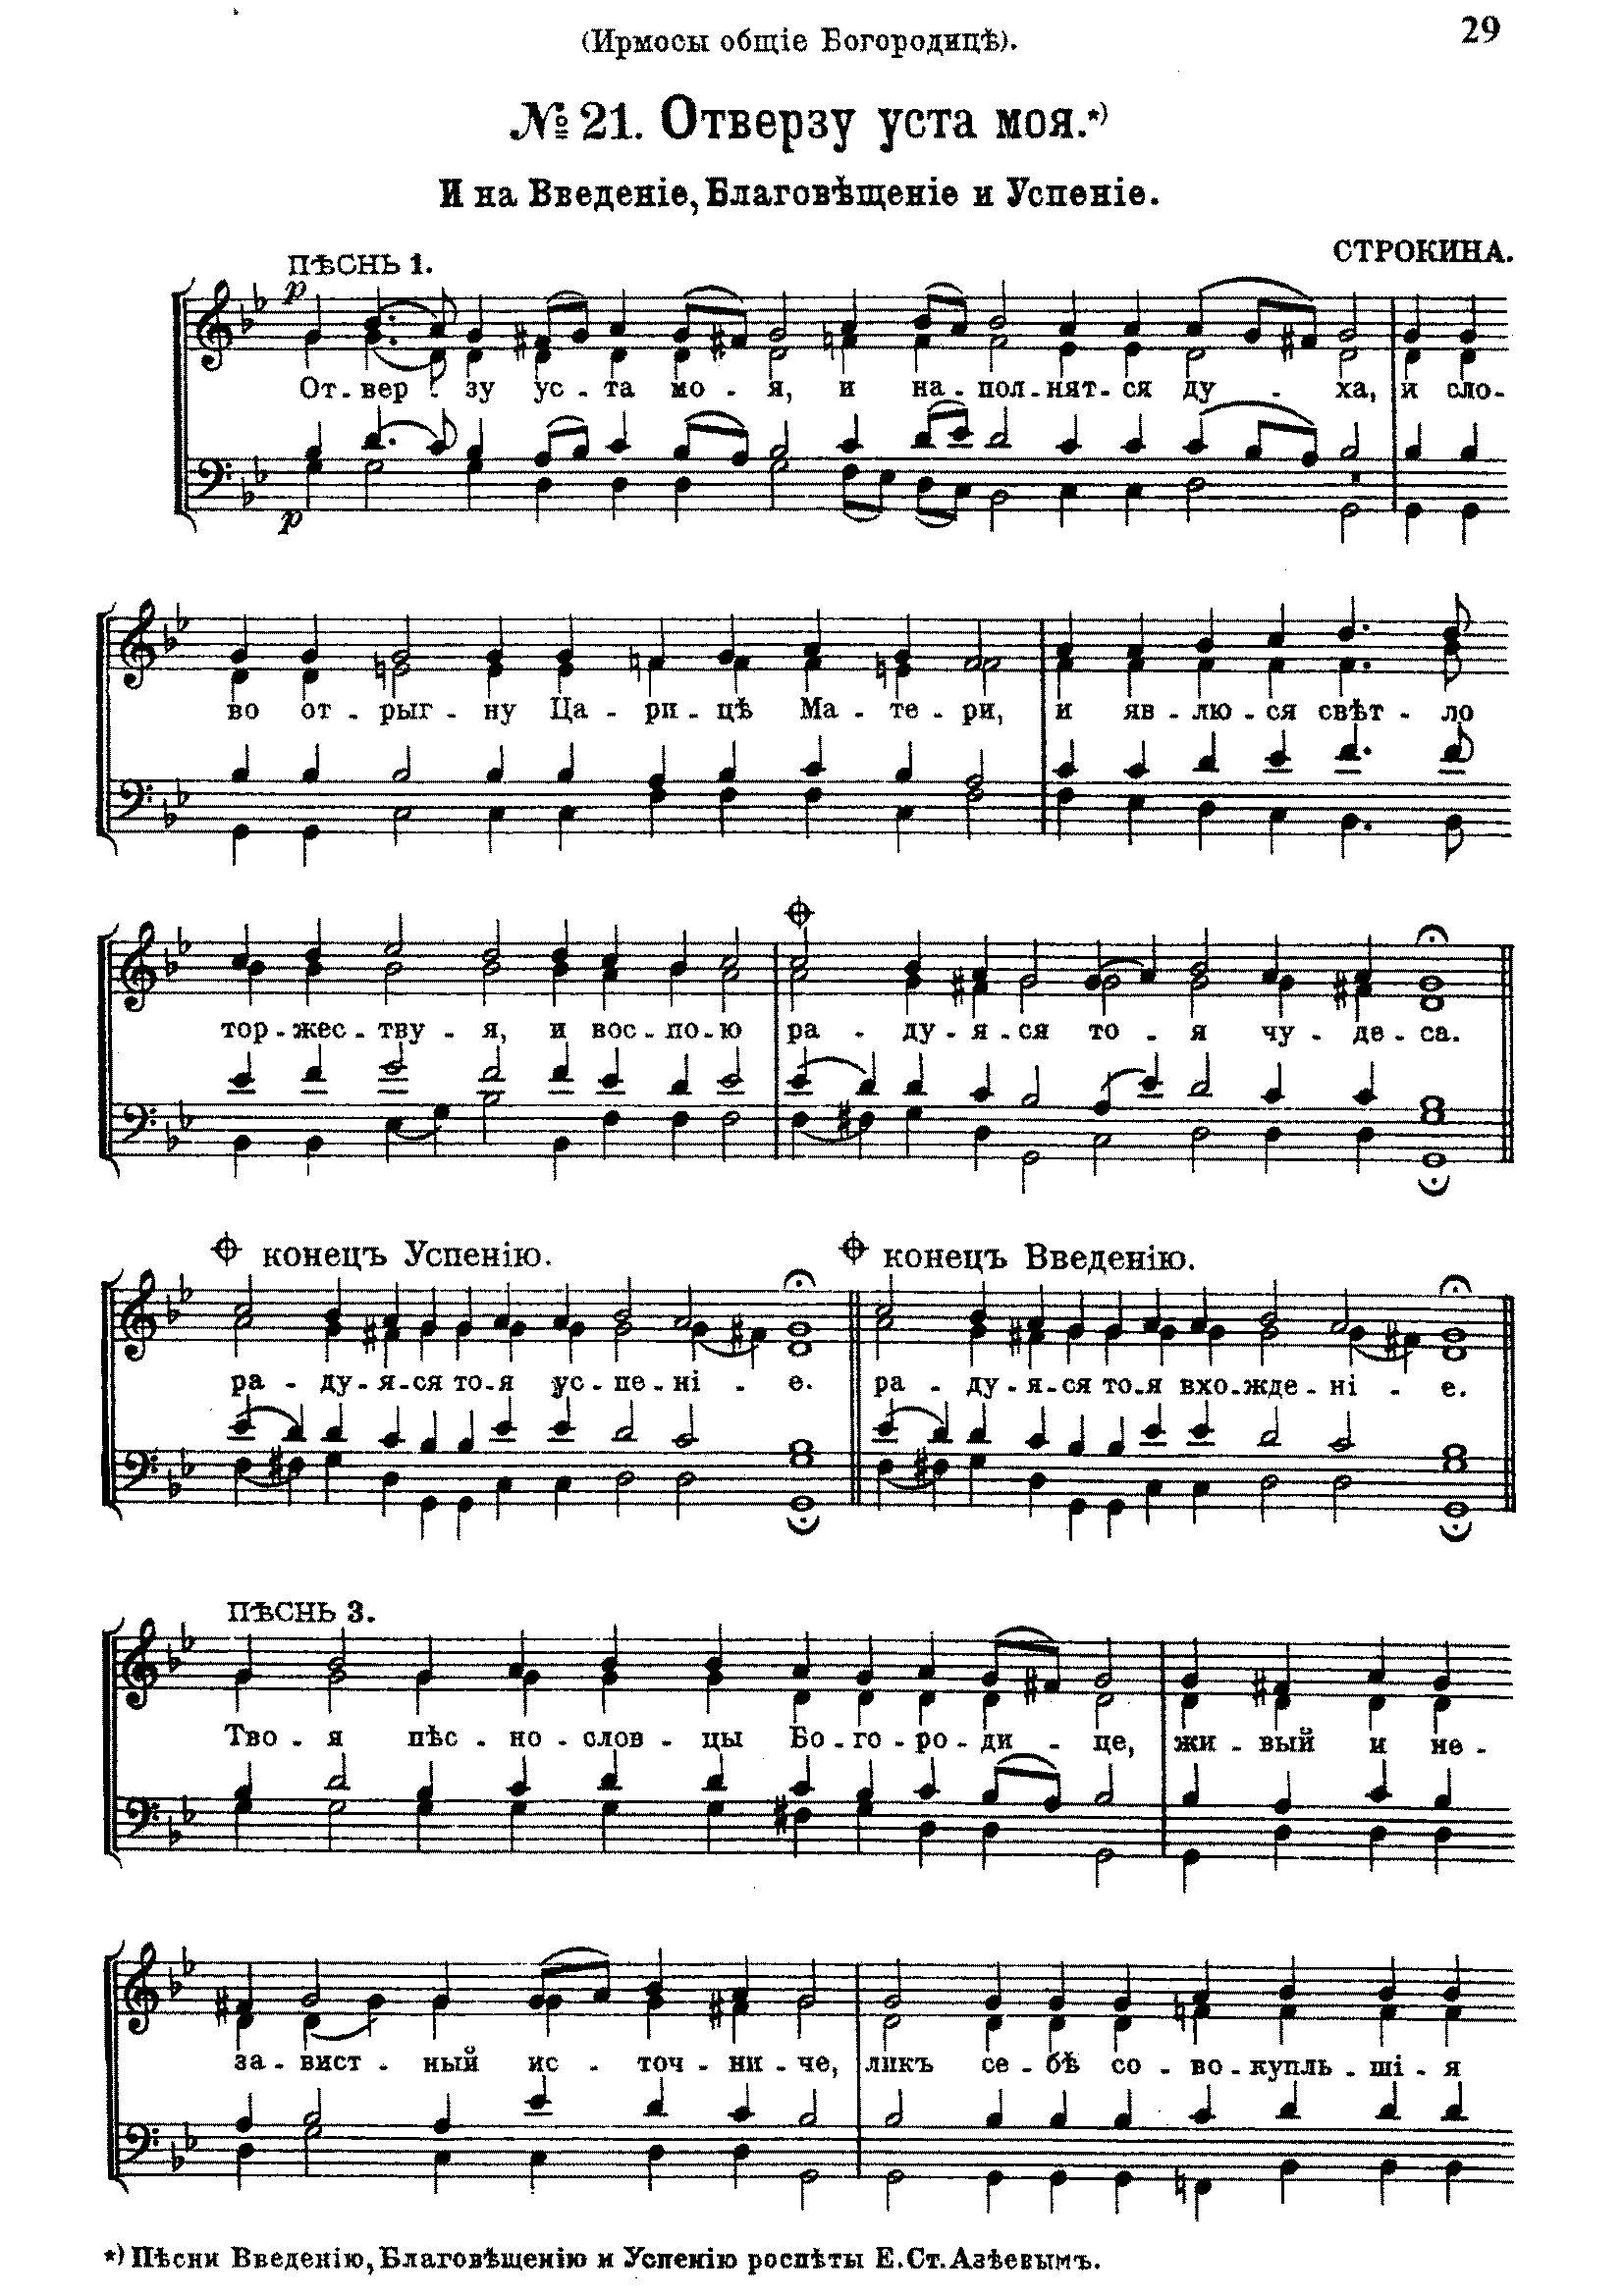 (Ирмосы общіе Богородицѣ).
29
№ 21. Отверзу уста моя.*)
И на Введеніе, Благовѣщеніе и Успеніе.
СТРОКИНА.
ПѢСНЬ 1.
p
От-вер-зу ус-та мо-я, и на-пол-нят-ся ду-ха, и сло-
p
во от-рыг-ну Ца-ри-цѣ Ма-те-ри, и яв-лю-ся свѣт-ло
тор-жес-тву-я, и вос-по-ю ра-ду-я-ся то-я чу-де-са.
конецъ Успенію. конецъ Введенію.
ра-ду-я-ся то-я ус-пе-ні-е. ра-ду-я-ся то-я вхо-жде-ні-е.
ПѢСНЬ 3.
Тво-я пѣс-но-слов-цы Бо-го-ро-ди-це, жи-вый и не-
за-вист-ный ис-точ-ни-че, ликъ се-бѣ со-во-купль-ші-я
*) Пѣсни Введенію, Благовѣщенію и Успенію роспѣты Е. Ст. Азѣевымъ.